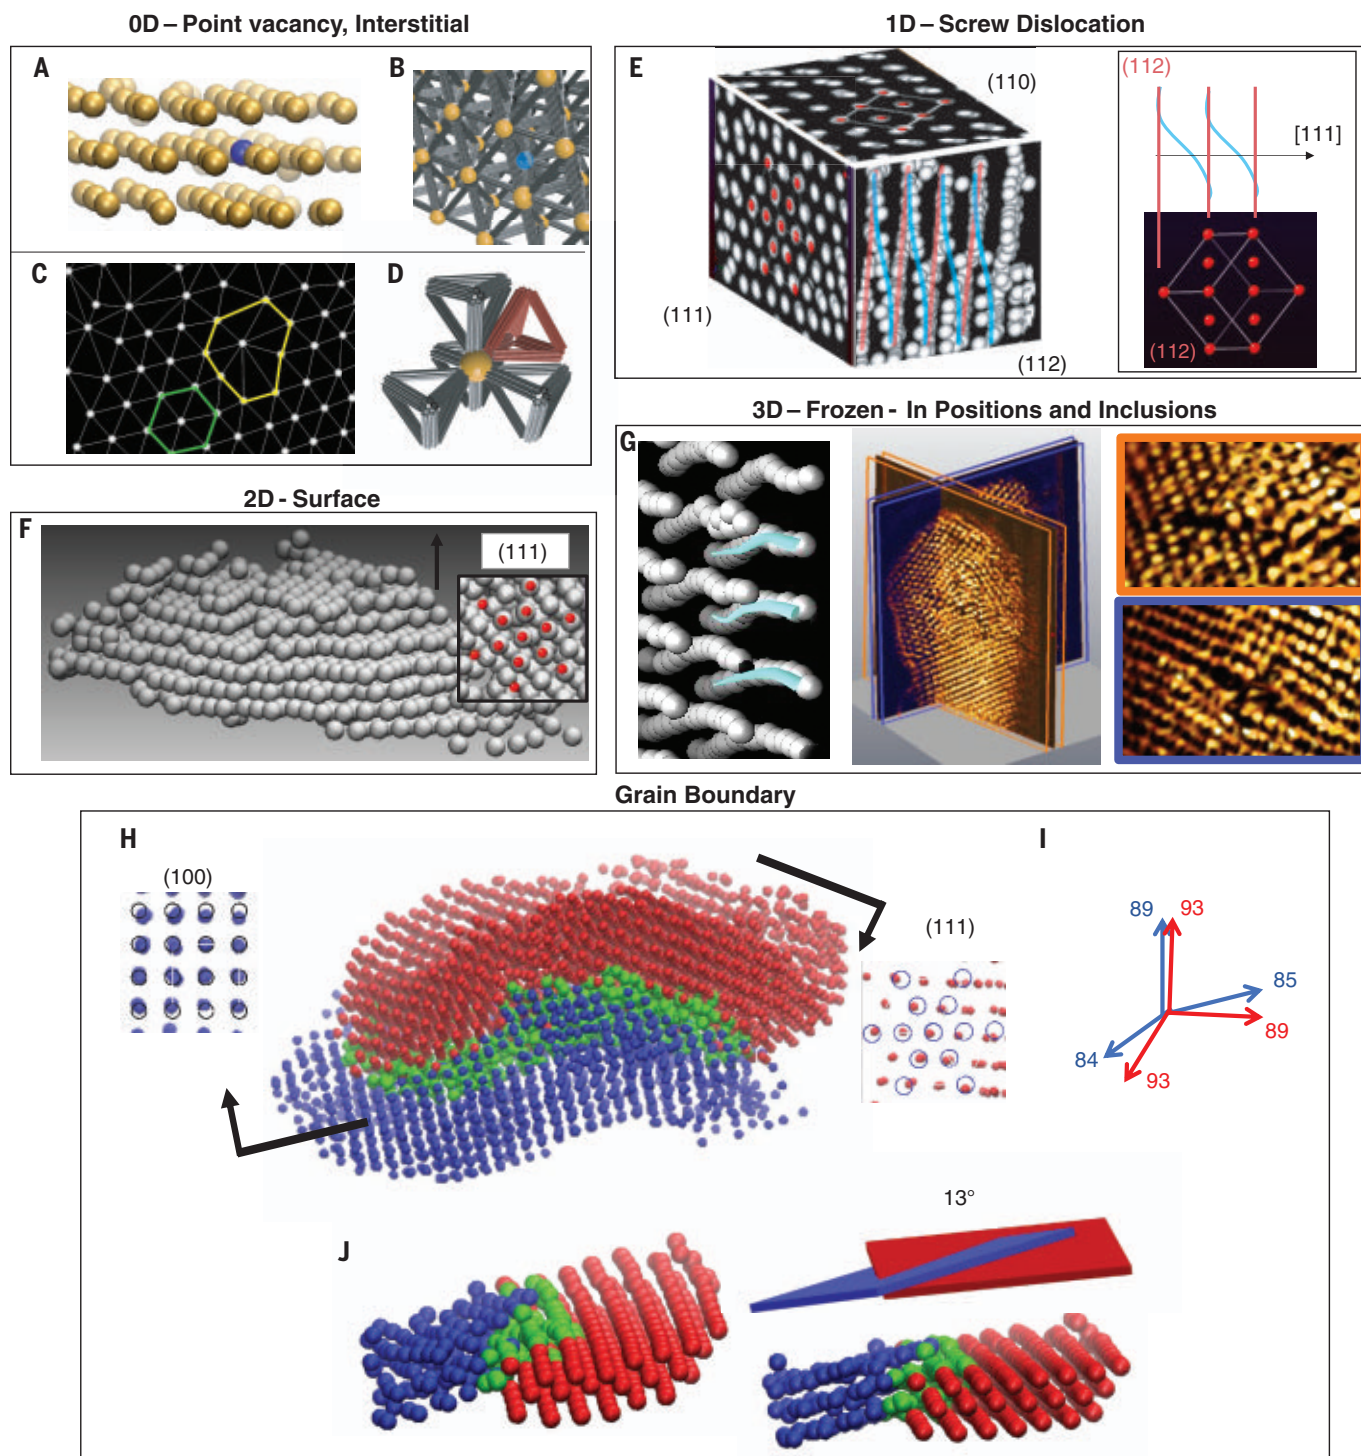 0D – Point vacancy, Interstitial
A
B
C
D
1D – Screw Dislocation
E
(110)
(111)
(112)
(112)
[111]
(112)
2D - Surface
F
(111)
3D – Frozen - In Positions and Inclusions
G
Grain Boundary
H
(100)
(111)
I
89
93
85
89
84
93
J
13°